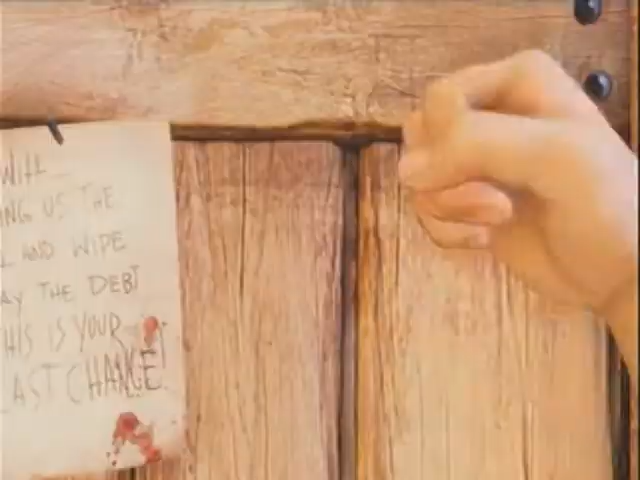 WILL
ING US THE
L AND WIPE
AY THE DEBT
HIS IS YOUR
LAST CHANCE!